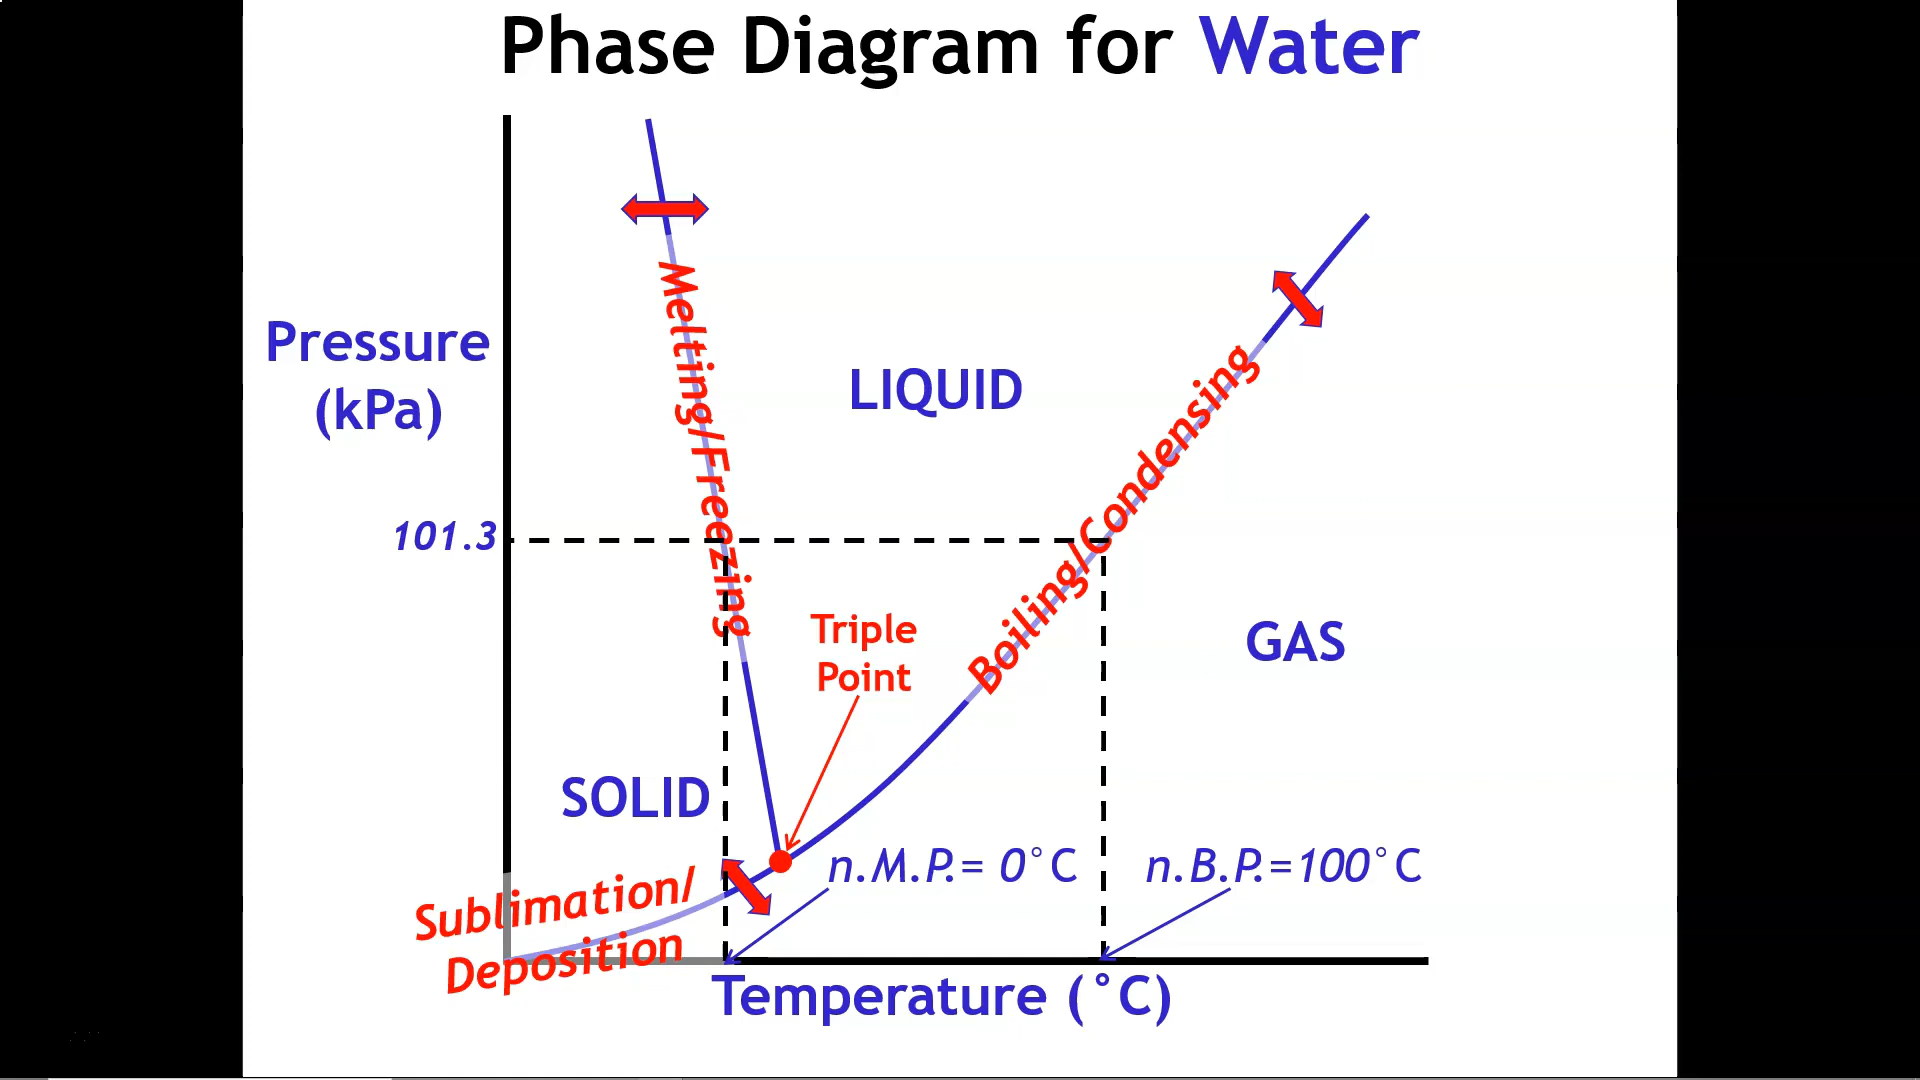 Phase Diagram for Water
Pressure
(kPa)
Melting/Freezing
LIQUID
Boiling/Condensing
101.3
Triple
Point
GAS
SOLID
n.M.P.= 0°C
n.B.P.=100°C
Sublimation/
Deposition
Temperature (°C)